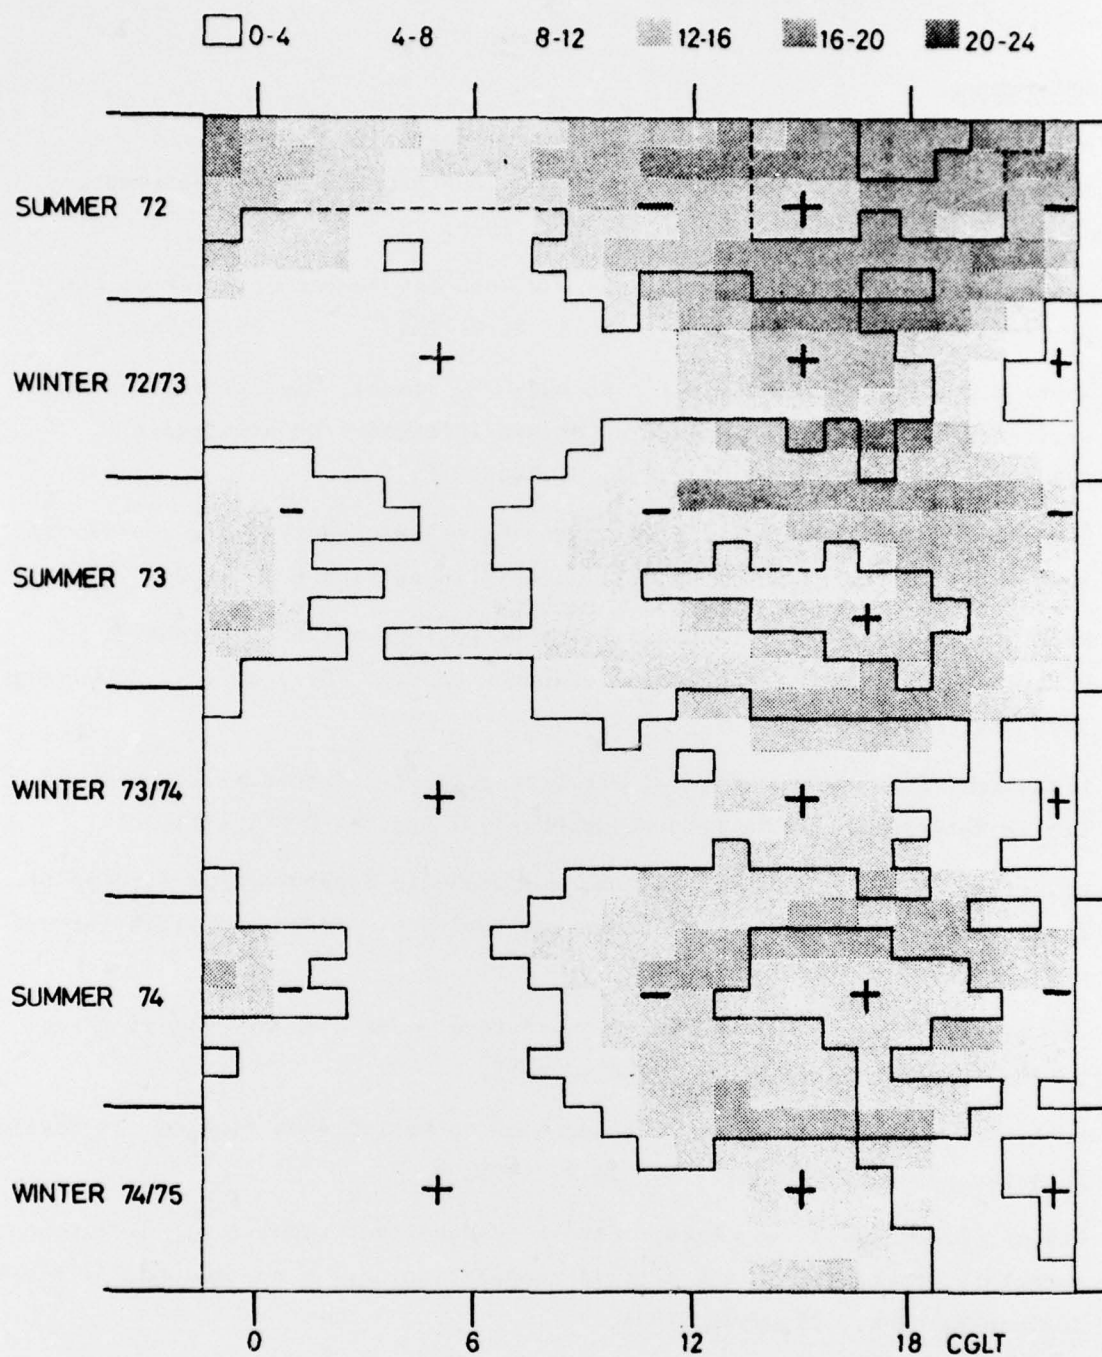 0-4 4-8 8-12 12-16 16-20 20-24
SUMMER 72
WINTER 72/73
SUMMER 73
WINTER 73/74
SUMMER 74
WINTER 74/75
0 6 12 18 CGLT